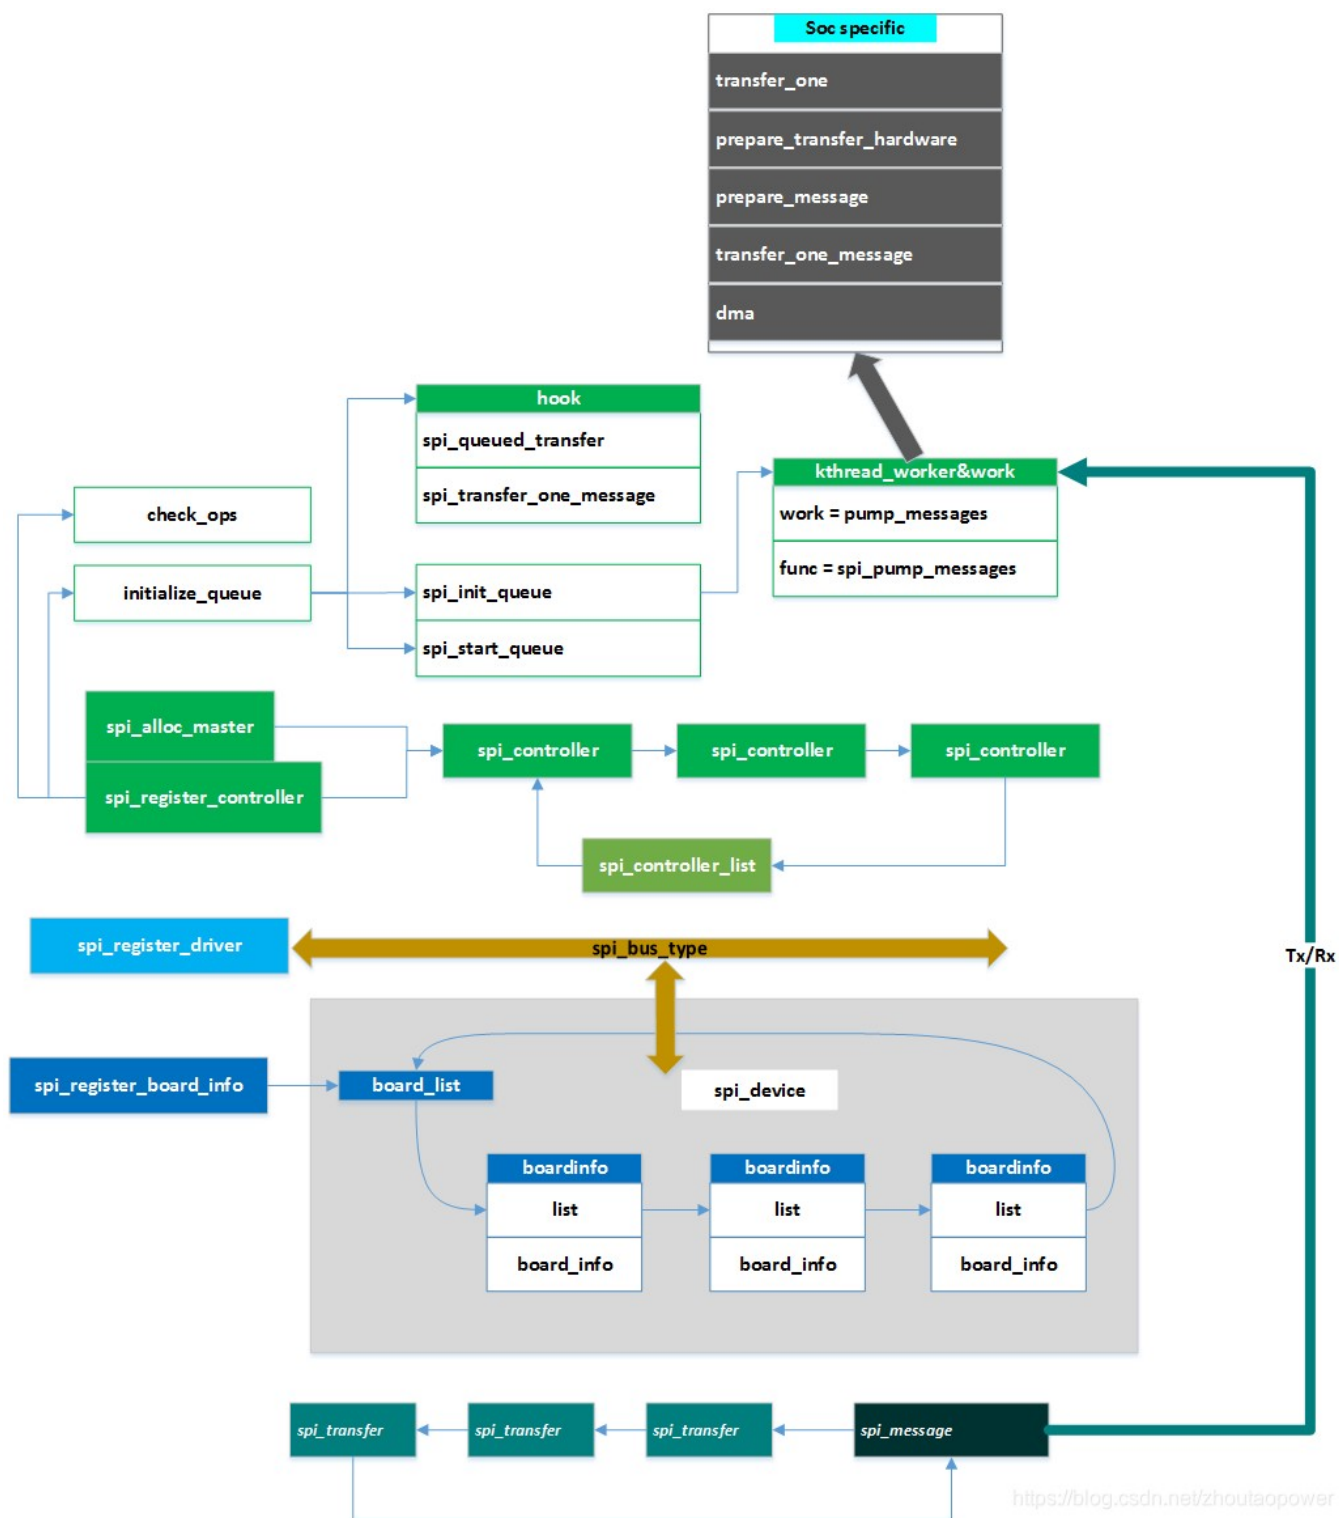 Soc specific
transfer_one
prepare_transfer_hardware
prepare_message
transfer_one_message
dma
hook
spi_queued_transfer
spi_transfer_one_message
kthread_worker&work
work = pump_messages
func = spi_pump_messages
check_ops
initialize_queue
spi_init_queue
spi_start_queue
spi_alloc_master
spi_register_controller
spi_controller
spi_controller
spi_controller
spi_controller_list
spi_register_driver
spi_bus_type
Tx/Rx
spi_register_board_info
board_list
spi_device
boardinfo
list
board_info
boardinfo
list
board_info
boardinfo
list
board_info
spi_transfer
spi_transfer
spi_transfer
spi_message
https://blog.csdn.net/zhoutaopower